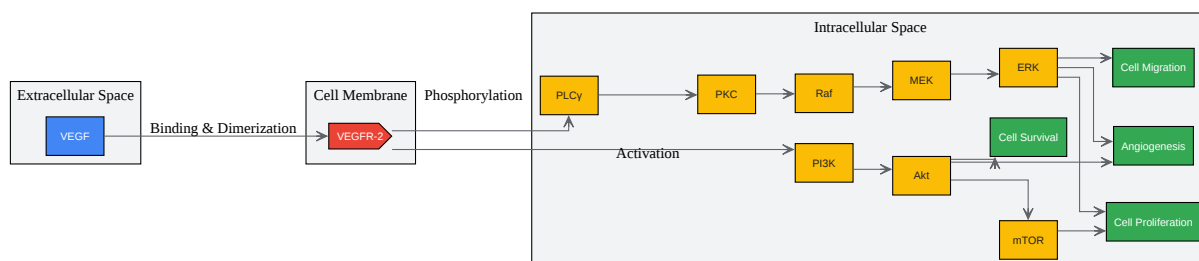 Intracellular Space
Extracellular Space
Cell Membrane
Phosphorylation
VEGF
Binding & Dimerization
VEGFR-2
Activation
PLCγ
PKC
Raf
MEK
ERK
Cell Migration
Cell Survival
Angiogenesis
PI3K
Akt
mTOR
Cell Proliferation